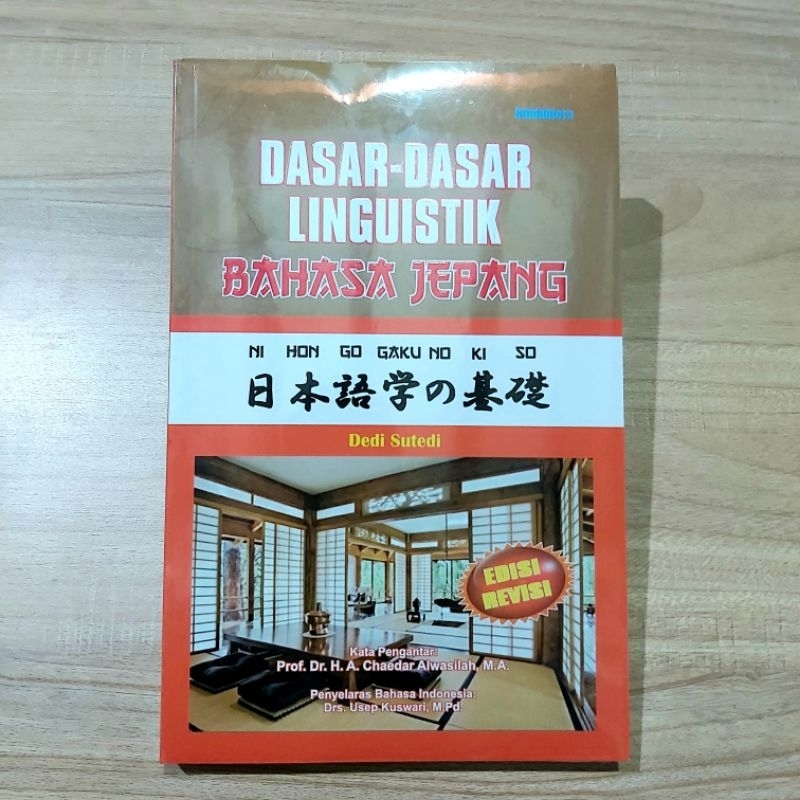 Humaniora
DASAR-DASAR
LINGUISTIK
BAHASA JEPANG
NI HON GO GAKU NO KI SO
日本語学の基礎
Dedi Sutedi
EDISI
REVISI
Kata Pengantar:
Prof. Dr. H. A. Chaedar Alwasilah, M.A.
Penyelaras Bahasa Indonesia:
Drs. Usep Kuswari, M.Pd.